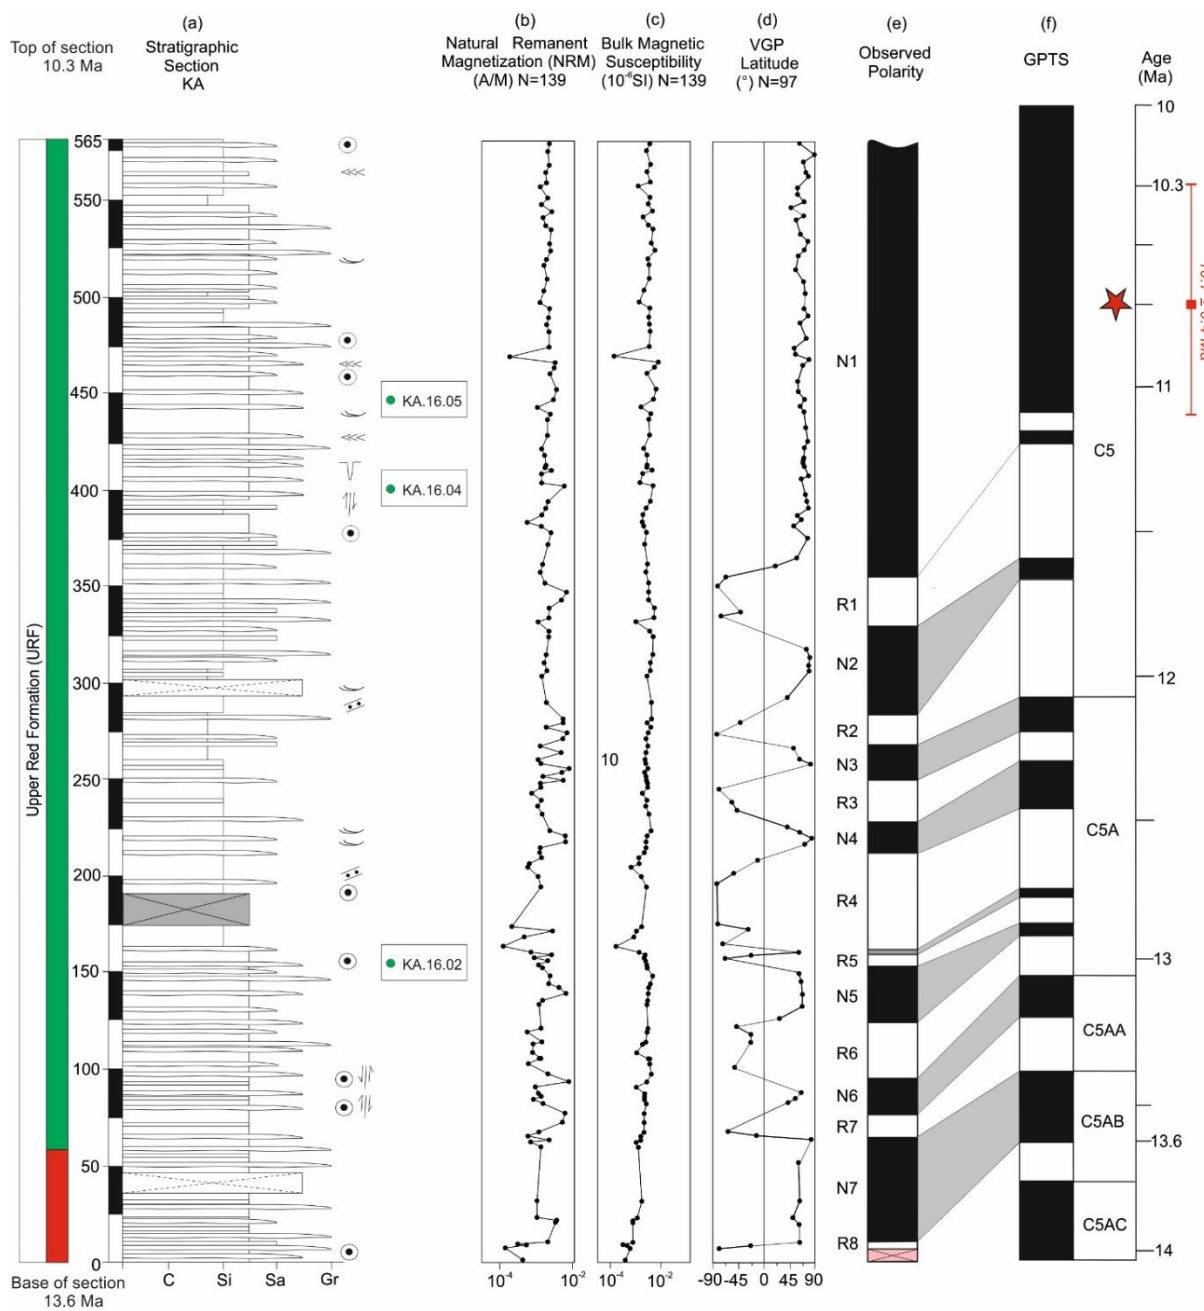 (a)
(b)
(c)
(d)
(e)
(f)
Top of section
10.3 Ma
Stratigraphic
Section
KA
Natural Remanent
Magnetization (NRM)
(A/M) N=139
Bulk Magnetic
Susceptibility
(10⁻⁶SI) N=139
VGP
Latitude
(°) N=97
Observed
Polarity
GPTS
Age
(Ma)
Upper Red Formation (URF)
565
550
500
450
400
350
300
250
200
150
100
50
0
KA.16.05
KA.16.04
KA.16.02
10
N1
R1
N2
R2
N3
R3
N4
R4
R5
N5
R6
N6
R7
N7
R8
C5
C5A
C5AA
C5AB
C5AC
10
10.3
11
12
13
13.6
14
C Si Sa Gr
10⁻⁴ 10⁻²
10⁻⁴ 10⁻²
-90 -45 0 45 90
Base of section
13.6 Ma